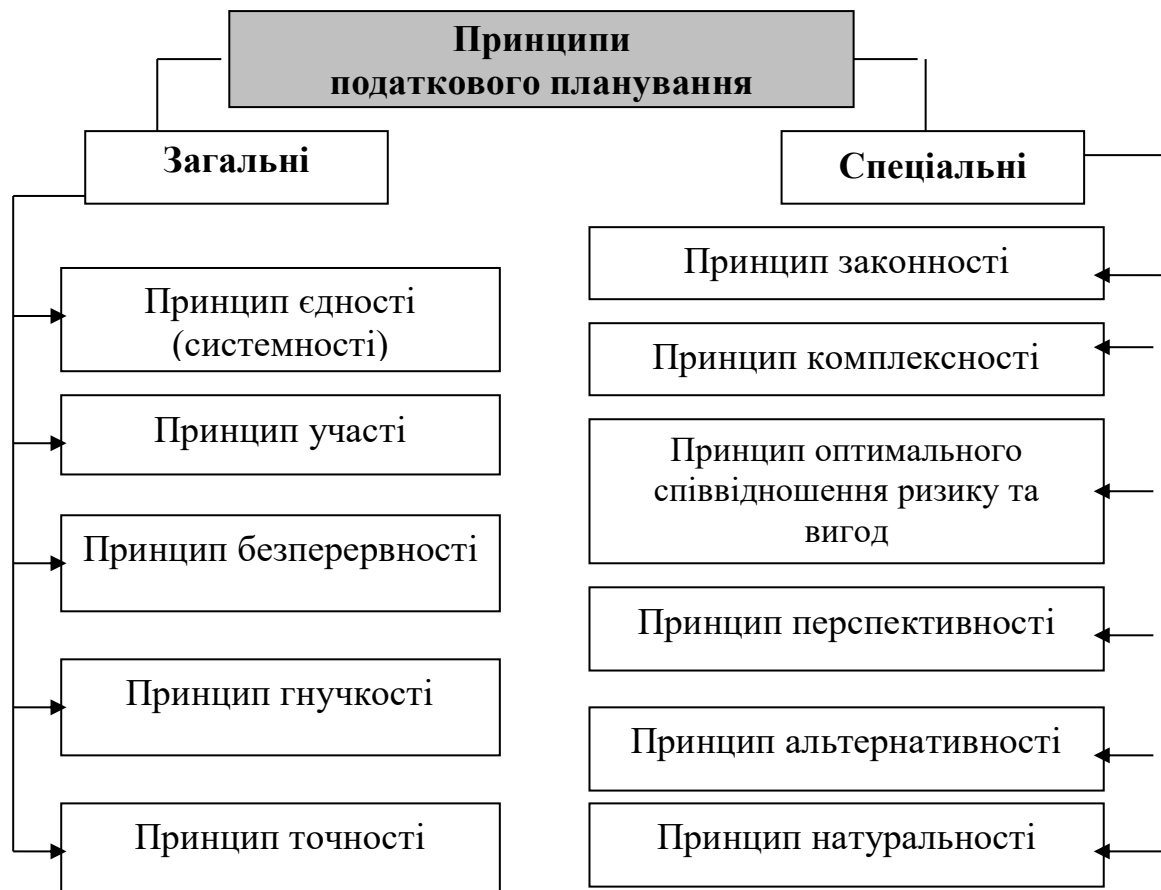 Принципи
податкового планування
Загальні
Спеціальні
Принцип єдності
(системності)
Принцип участі
Принцип безперервності
Принцип гнучкості
Принцип точності
Принцип законності
Принцип комплексності
Принцип оптимального
співвідношення ризику та
вигод
Принцип перспективності
Принцип альтернативності
Принцип натуральності